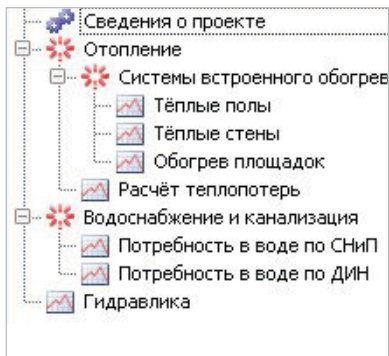 Сведения о проекте
Отопление
Системы встроенного обогрев
Тёплые полы
Тёплые стены
Обогрев площадок
Расчёт теплопотерь
Водоснабжение и канализация
Потребность в воде по СНиП
Потребность в воде по ДИН
Гидравлика